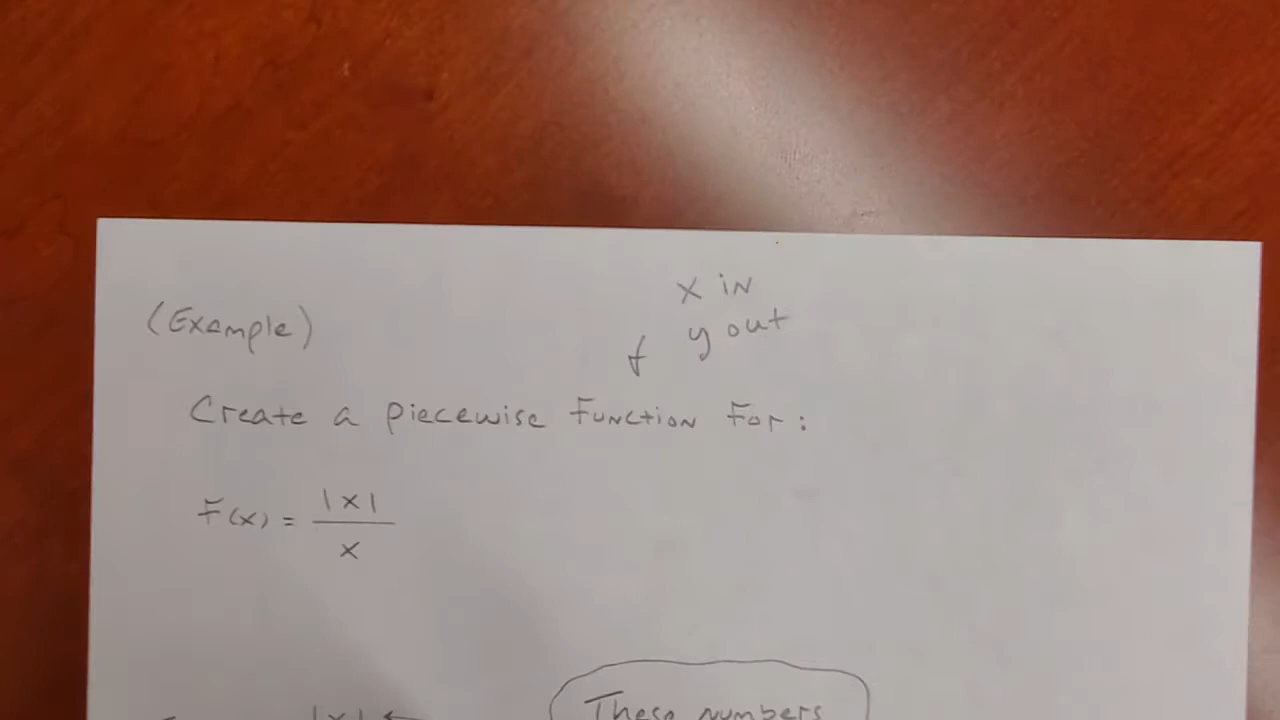 x in
(Example)
y out
f
Create a piecewise function for:
F(x) = |x|
x
|x| ←
These numbers